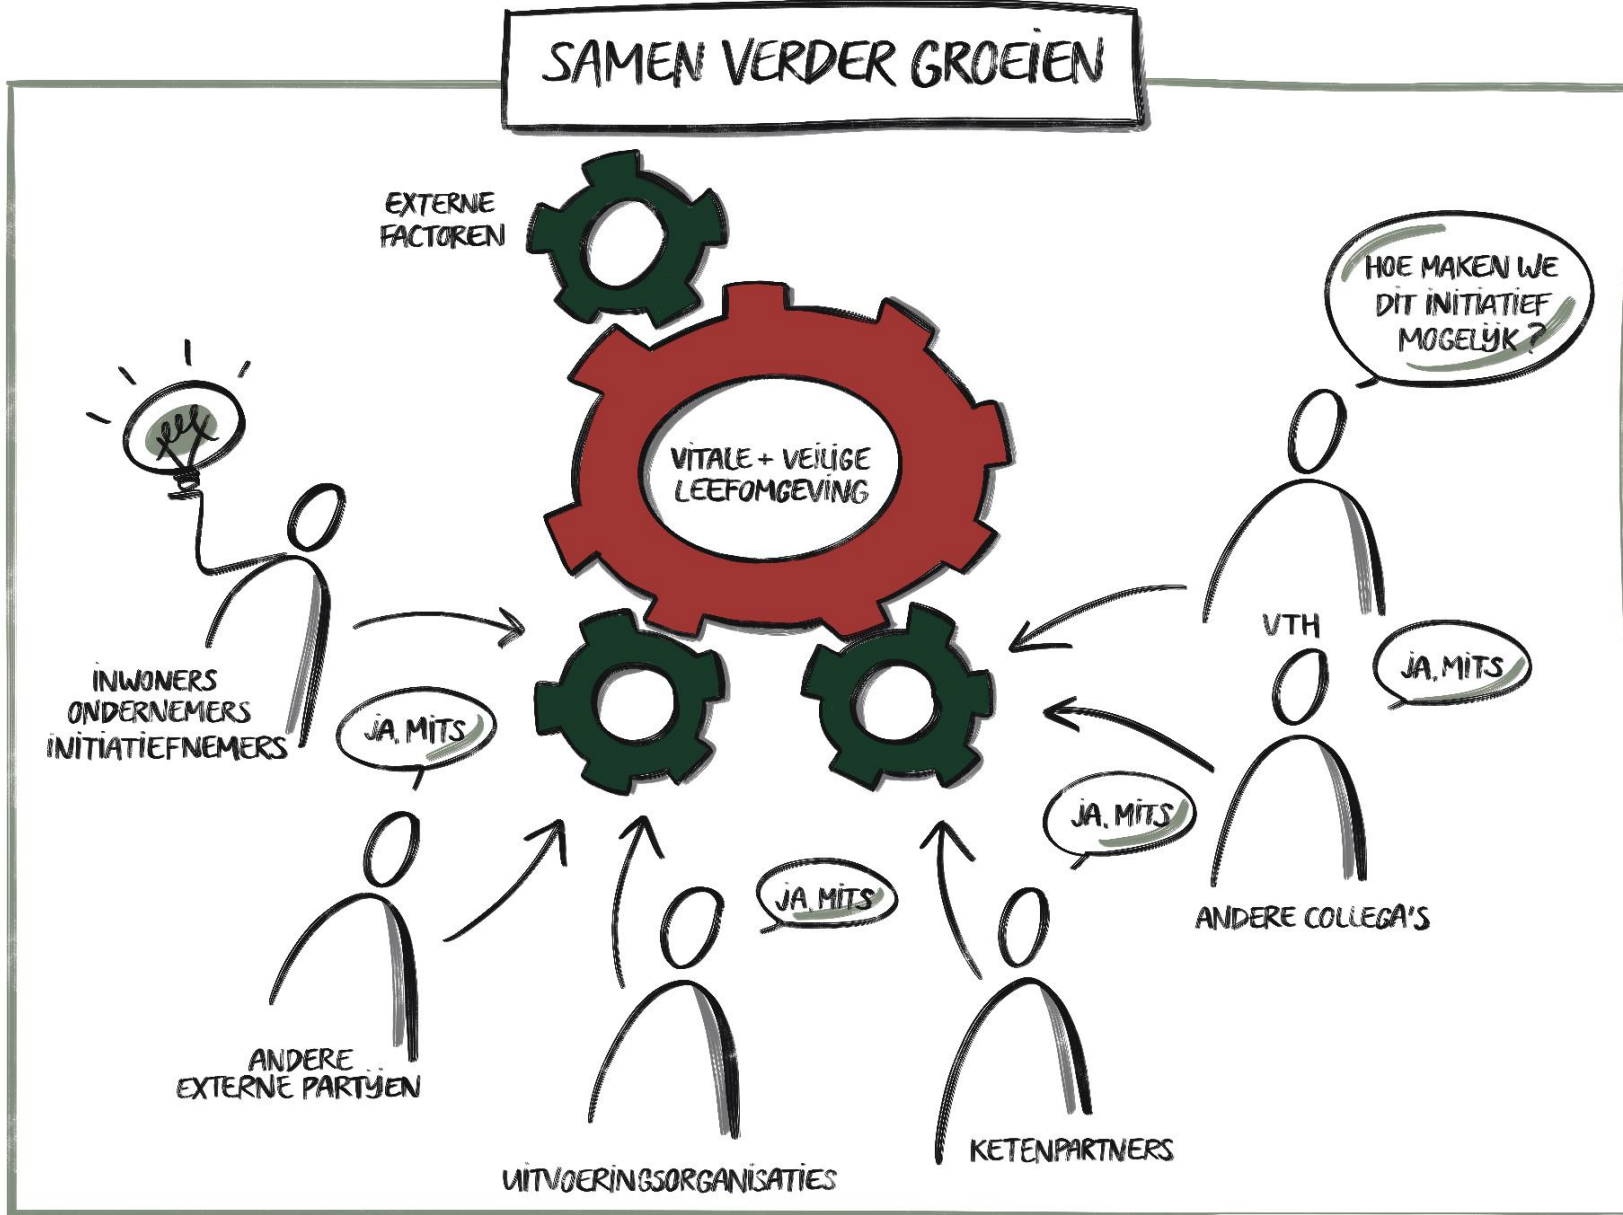 SAMEN VERDER GROEIEN
EXTERNE
FACTOREN
HOE MAKEN WE
DIT INITIATIEF
MOGELIJK?
VITALE + VEILIGE
LEEFOMGEVING
VTH
INWONERS
ONDERNEMERS
INITIATIEFNEMERS
JA, MITS
JA, MITS
JA, MITS
JA, MITS
ANDERE COLLEGA'S
ANDERE
EXTERNE PARTIJEN
UITVOERINGSORGANISATIES
KETENPARTNERS